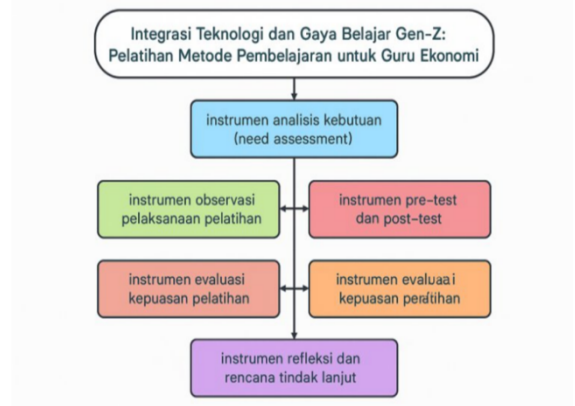 Integrasi Teknologi dan Gaya Belajar Gen-Z:
Pelatihan Metode Pembelajaran untuk Guru Ekonomi
instrumen analisis kebutuan
(need assessment)
instrumen observasi
pelaksanaan pelatihan
instrumen pre-test
dan post-test
instrumen evaluasi
kepuasan pelatihan
instrumen evaluaai
kepuasan
instrumen refleksi dan
rencana tindak lanjut